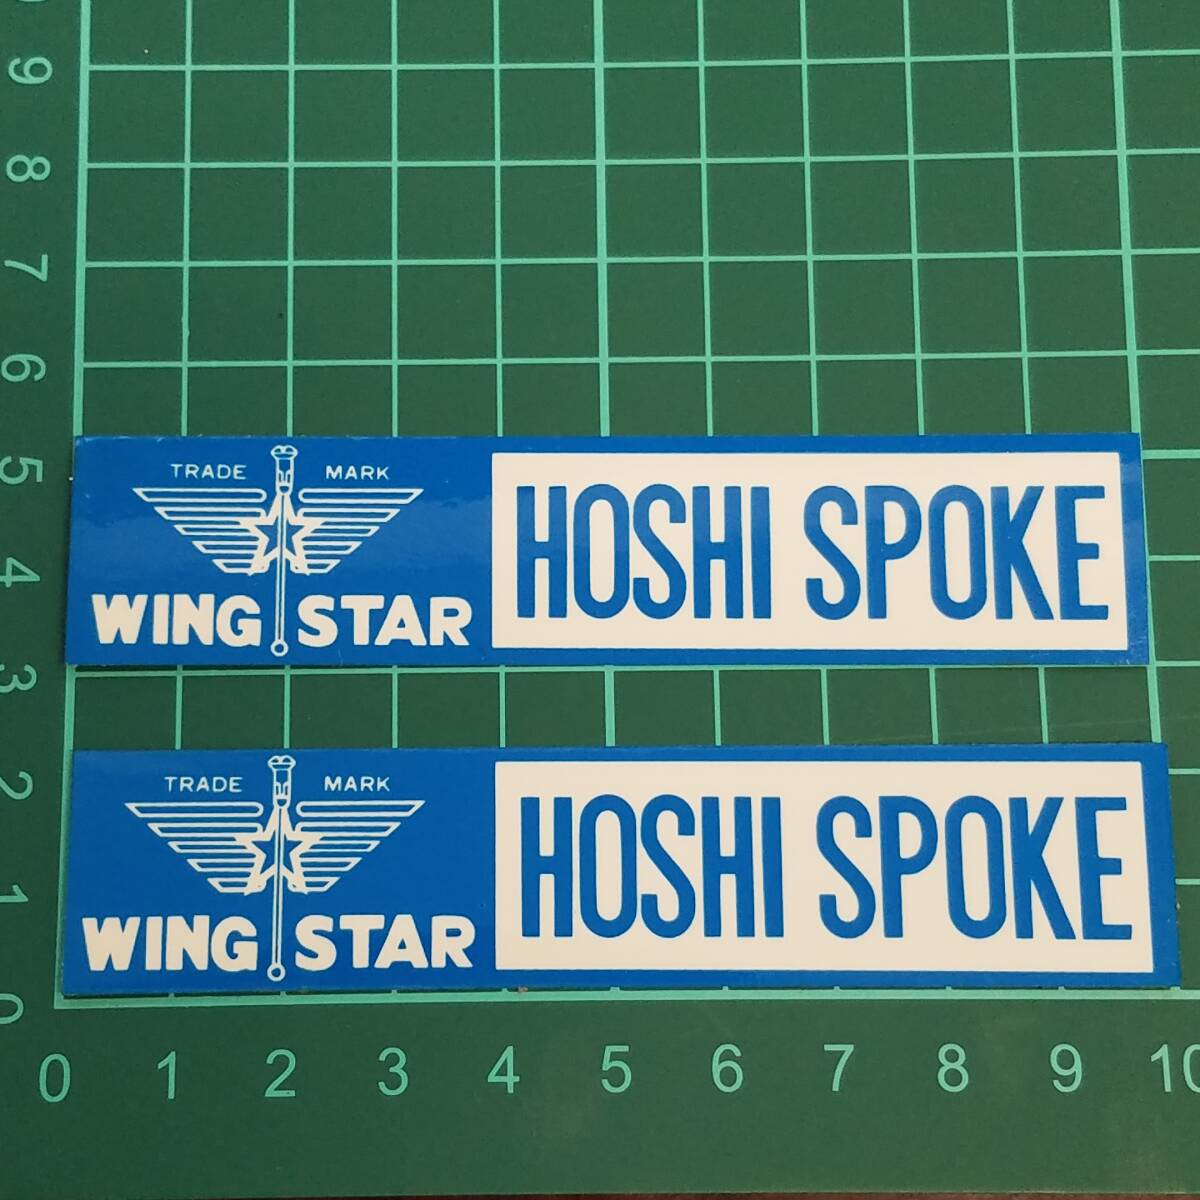 9
8
7
6
5
TRADE MARK
HOSHI SPOKE
4
WING STAR
3
2
TRADE MARK
HOSHI SPOKE
1
WING STAR
0
0 1 2 3 4 5 6 7 8 9 10